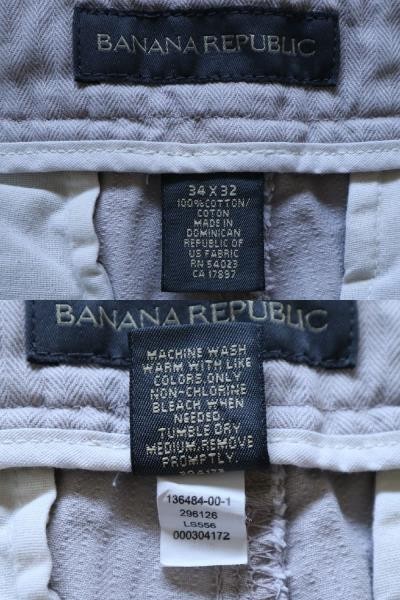 BANANA REPUBLIC
34 X 32
100%COTTON/
COTON
MADE IN
DOMINICAN
REPUBLIC OF
US FABRIC
RN 54023
CA 17897
BANANA REPUBLIC
MACHINE WASH
WARM WITH LIKE
COLORS.ONLY
NON-CHLORINE
BLEACH WHEN
NEEDED.
TUMBLE DRY
MEDIUM.REMOVE
PROMPTLY.
136484-00-1
296126
LS556
000304172